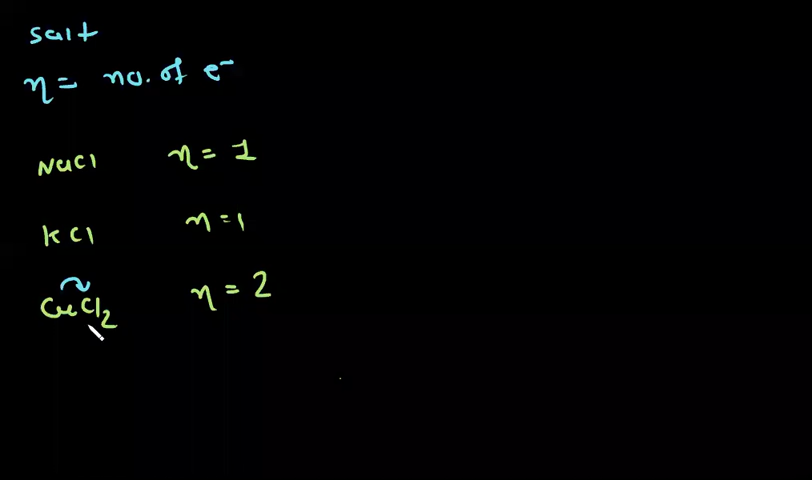 salt
η = no. of e⁻
NaCl η = 1
KCl η = 1
CuCl₂ η = 2